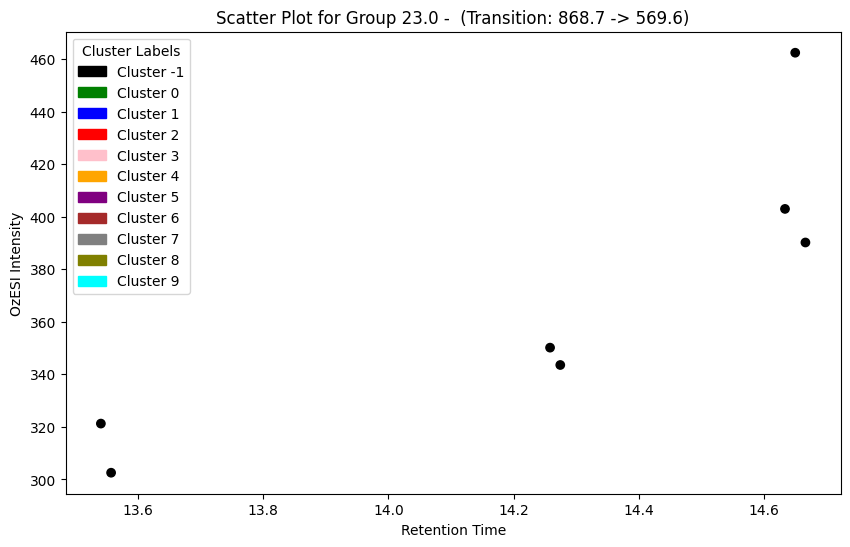 Scatter Plot for Group 23.0 -  (Transition: 868.7 -> 569.6)
Cluster Labels
Cluster -1
Cluster 0
Cluster 1
Cluster 2
Cluster 3
Cluster 4
Cluster 5
Cluster 6
Cluster 7
Cluster 8
Cluster 9
OzESI Intensity
460
440
420
400
380
360
340
320
300
13.6 13.8 14.0 14.2 14.4 14.6
Retention Time